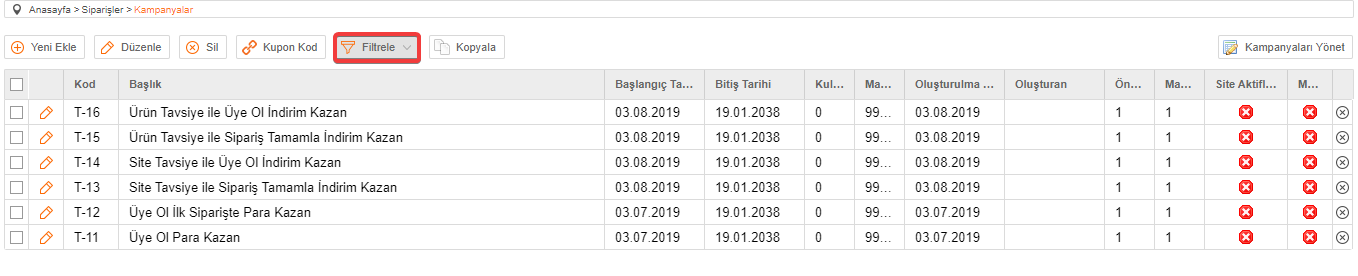 Anasayfa > Siparişler > Kampanyalar
Yeni Ekle Düzenle Sil Kupon Kod Filtrele Kopyala Kampanyaları Yönet
Kod Başlık Başlangıç Ta... Bitiş Tarihi Kul... Ma... Oluşturulma ... Oluşturan Ön... Ma... Site Aktifl... M...
T-16 Ürün Tavsiye ile Üye Ol İndirim Kazan 03.08.2019 19.01.2038 0 99... 03.08.2019 1 1
T-15 Ürün Tavsiye ile Sipariş Tamamla İndirim Kazan 03.08.2019 19.01.2038 0 99... 03.08.2019 1 1
T-14 Site Tavsiye ile Üye Ol İndirim Kazan 03.08.2019 19.01.2038 0 99... 03.08.2019 1 1
T-13 Site Tavsiye ile Sipariş Tamamla İndirim Kazan 03.08.2019 19.01.2038 0 99... 03.08.2019 1 1
T-12 Üye Ol İlk Siparişte Para Kazan 03.07.2019 19.01.2038 0 99... 03.07.2019 1 1
T-11 Üye Ol Para Kazan 03.07.2019 19.01.2038 0 99... 03.07.2019 1 1